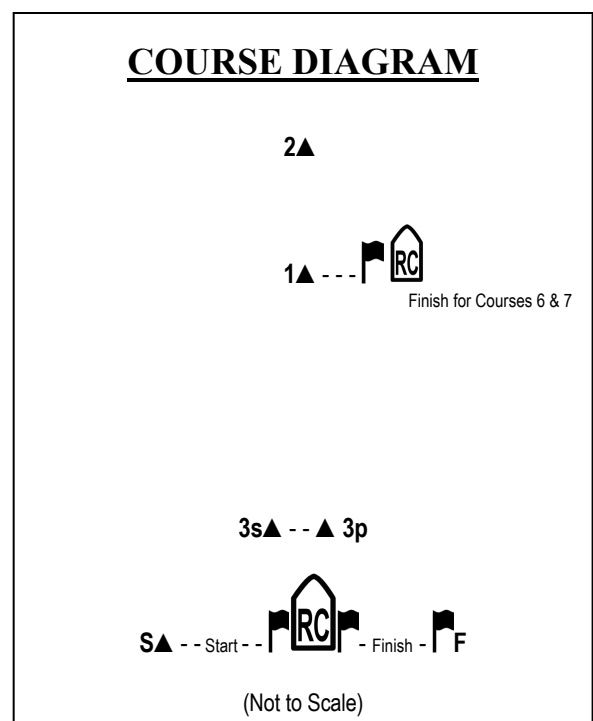 COURSE DIAGRAM
2▲
1▲ - - - RC
Finish for Courses 6 & 7
3s▲ - - ▲ 3p
S▲ - - Start - - RC - Finish - F
(Not to Scale)